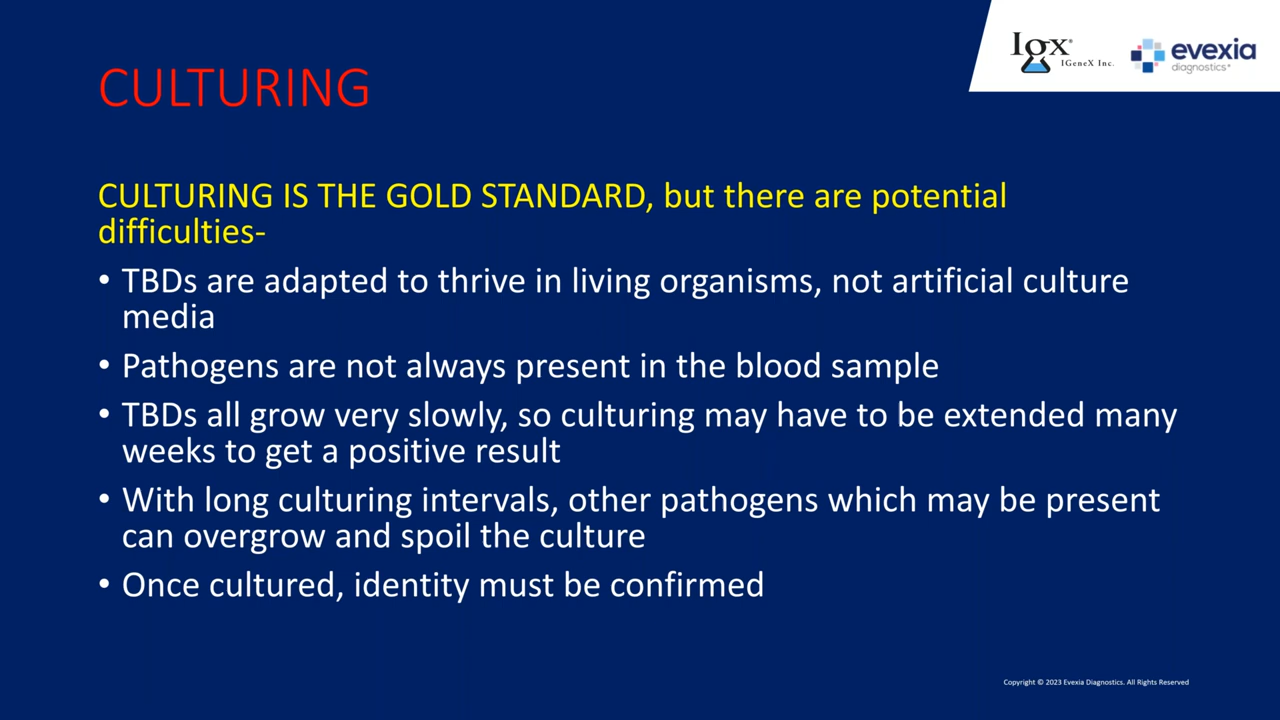 Igx®
IGeneX Inc.
evexia
diagnostics®
CULTURING
CULTURING IS THE GOLD STANDARD, but there are potential
difficulties-
• TBDs are adapted to thrive in living organisms, not artificial culture
media
• Pathogens are not always present in the blood sample
• TBDs all grow very slowly, so culturing may have to be extended many
weeks to get a positive result
• With long culturing intervals, other pathogens which may be present
can overgrow and spoil the culture
• Once cultured, identity must be confirmed
Copyright © 2023 Evexia Diagnostics. All Rights Reserved